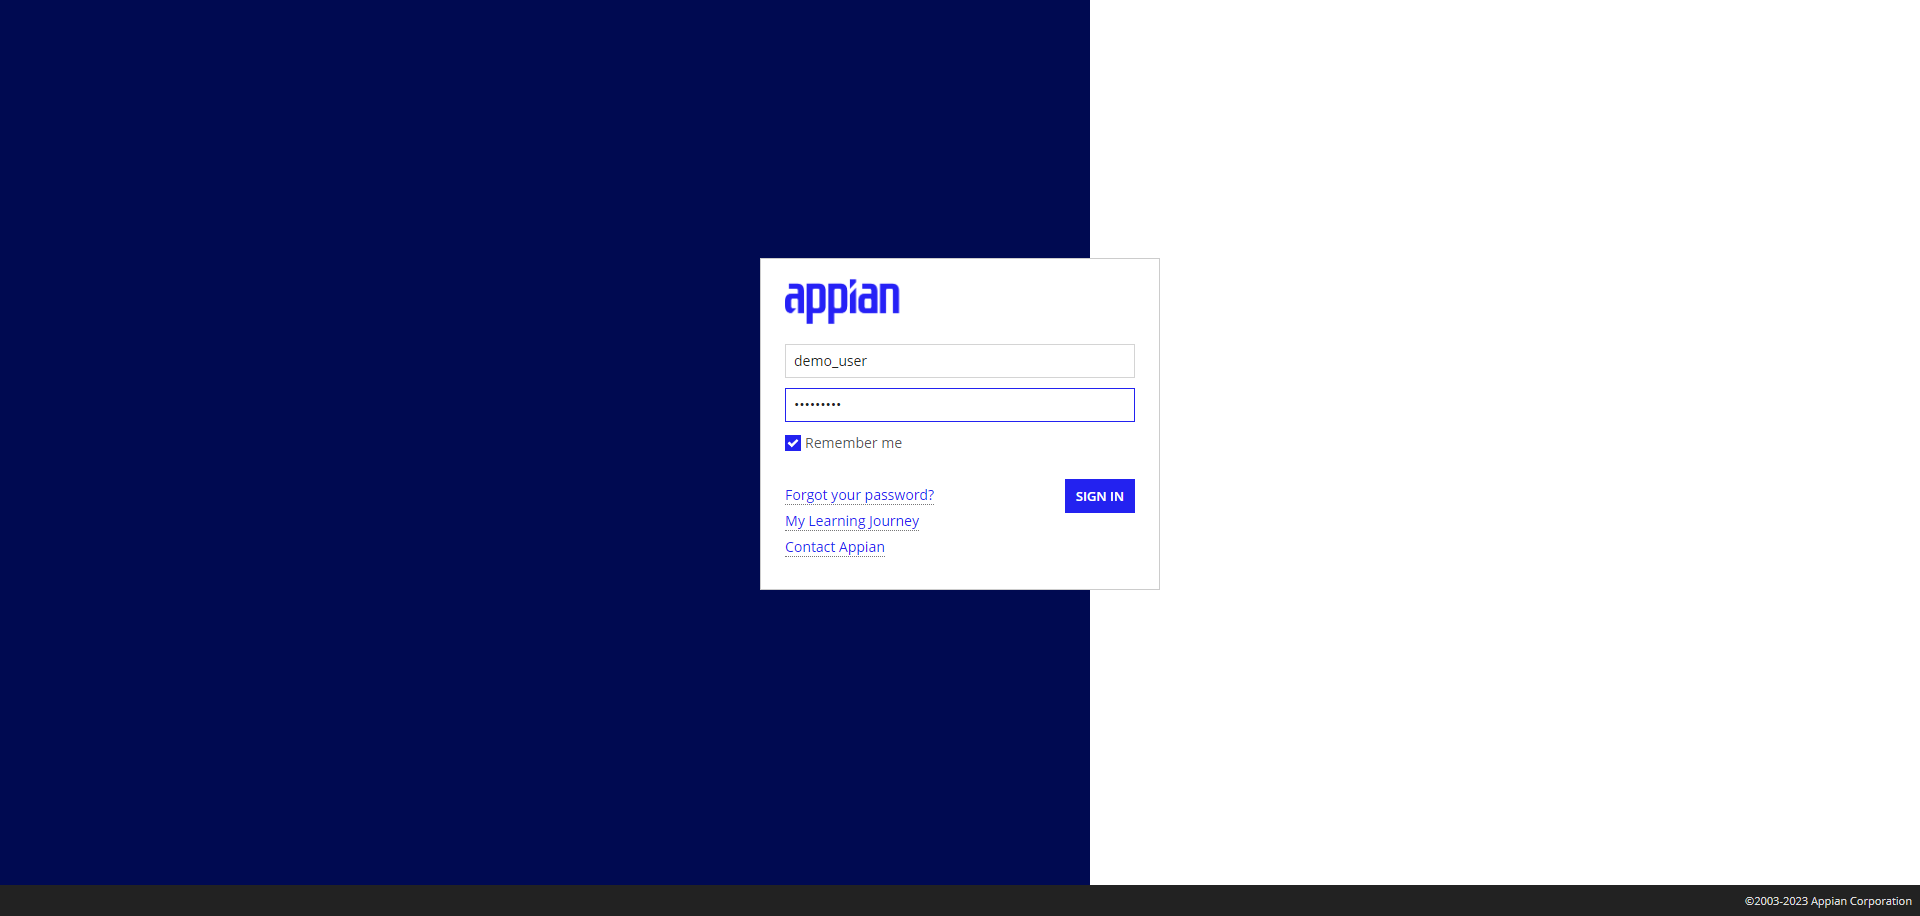 appian
demo_user
•••••••••
Remember me
Forgot your password?
SIGN IN
My Learning Journey
Contact Appian
©2003-2023 Appian Corporation